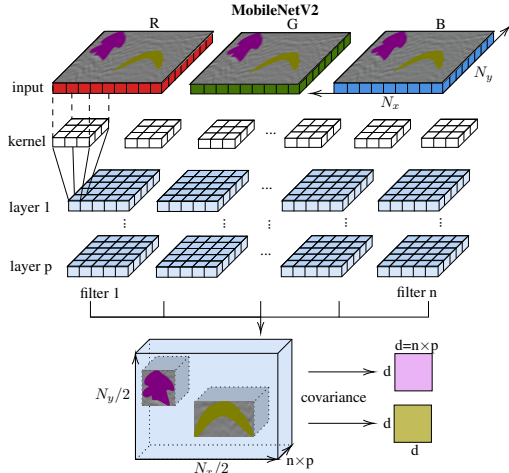 MobileNetV2
R G B
input
N_y
N_x
kernel
...
layer 1
...
layer p
filter 1 filter n
N_y/2
N_x/2
n×p
covariance
d=n×p
d
d
d